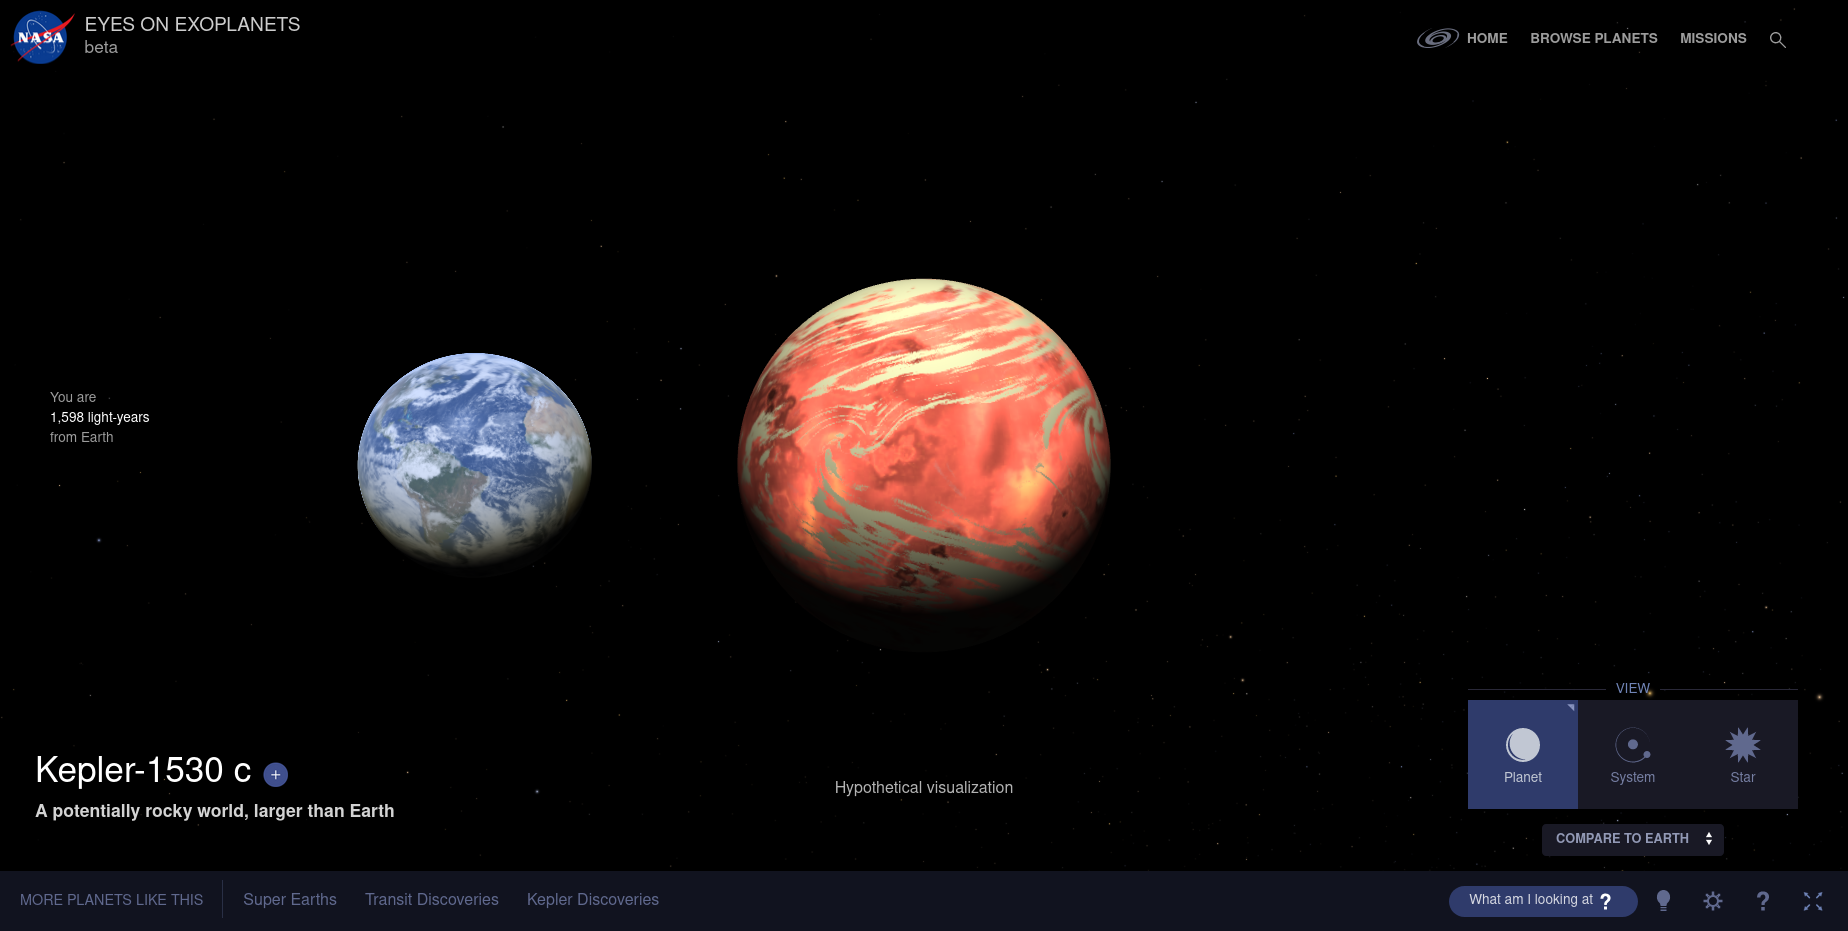 NASA
EYES ON EXOPLANETS
beta
HOME
BROWSE PLANETS
MISSIONS
You are
1,598 light-years
from Earth
VIEW
Planet
System
Star
Kepler-1530 c +
A potentially rocky world, larger than Earth
Hypothetical visualization
COMPARE TO EARTH
MORE PLANETS LIKE THIS
Super Earths
Transit Discoveries
Kepler Discoveries
What am I looking at ?
?